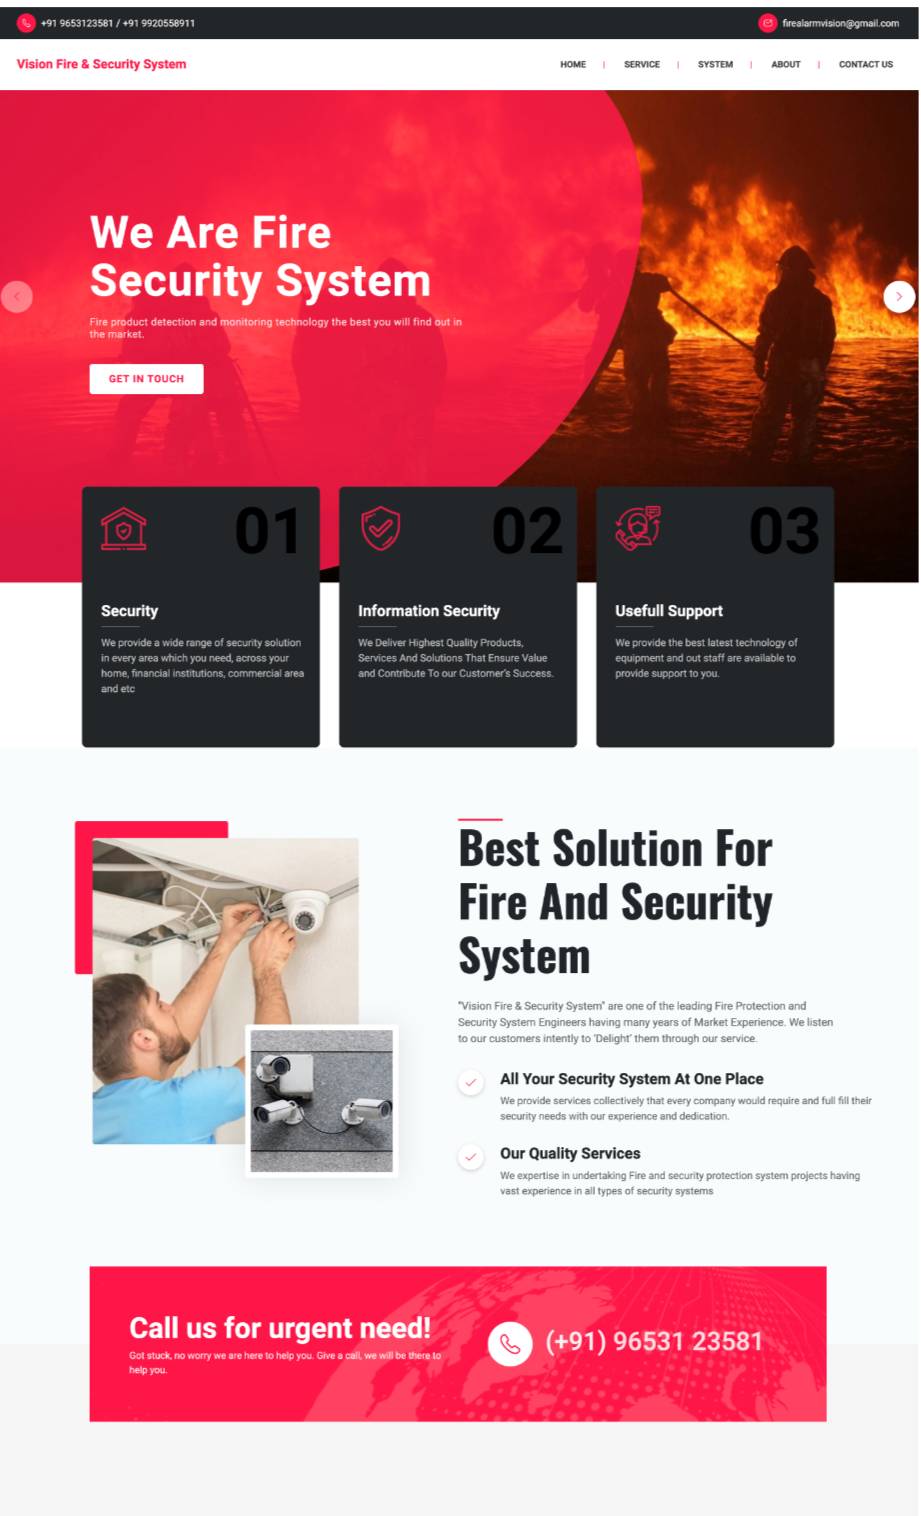 +91 9653123581 / +91 9920558911
firealarmvision@gmail.com
Vision Fire & Security System
HOME | SERVICE | SYSTEM | ABOUT | CONTACT US
We Are Fire
Security System
Fire product detection and monitoring technology the best you will find out in
the market.
GET IN TOUCH
01
Security
We provide a wide range of security solution
in every area which you need, across your
home, financial institutions, commercial area
and etc
02
Information Security
We Deliver Highest Quality Products,
Services And Solutions That Ensure Value
and Contribute To our Customer's Success.
03
Usefull Support
We provide the best latest technology of
equipment and out staff are available to
provide support to you.
Best Solution For
Fire And Security
System
"Vision Fire & Security System" are one of the leading Fire Protection and
Security System Engineers having many years of Market Experience. We listen
to our customers intently to 'Delight' them through our service.
All Your Security System At One Place
We provide services collectively that every company would require and full fill their
security needs with our experience and dedication.
Our Quality Services
We expertise in undertaking Fire and security protection system projects having
vast experience in all types of security systems
Call us for urgent need!
Got stuck, no worry we are here to help you. Give a call, we will be there to
help you.
(+91) 96531 23581